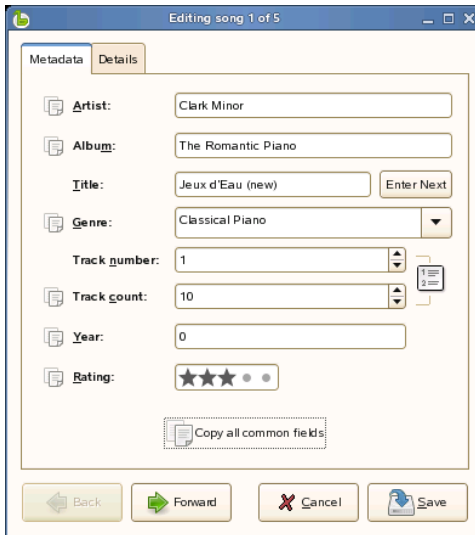 Editing song 1 of 5
Metadata Details
Artist: Clark Minor
Album: The Romantic Piano
Title: Jeux d'Eau (new) Enter Next
Genre: Classical Piano
Track number: 1
Track count: 10
1
2
Year: 0
Rating:
Copy all common fields
Back Forward Cancel Save